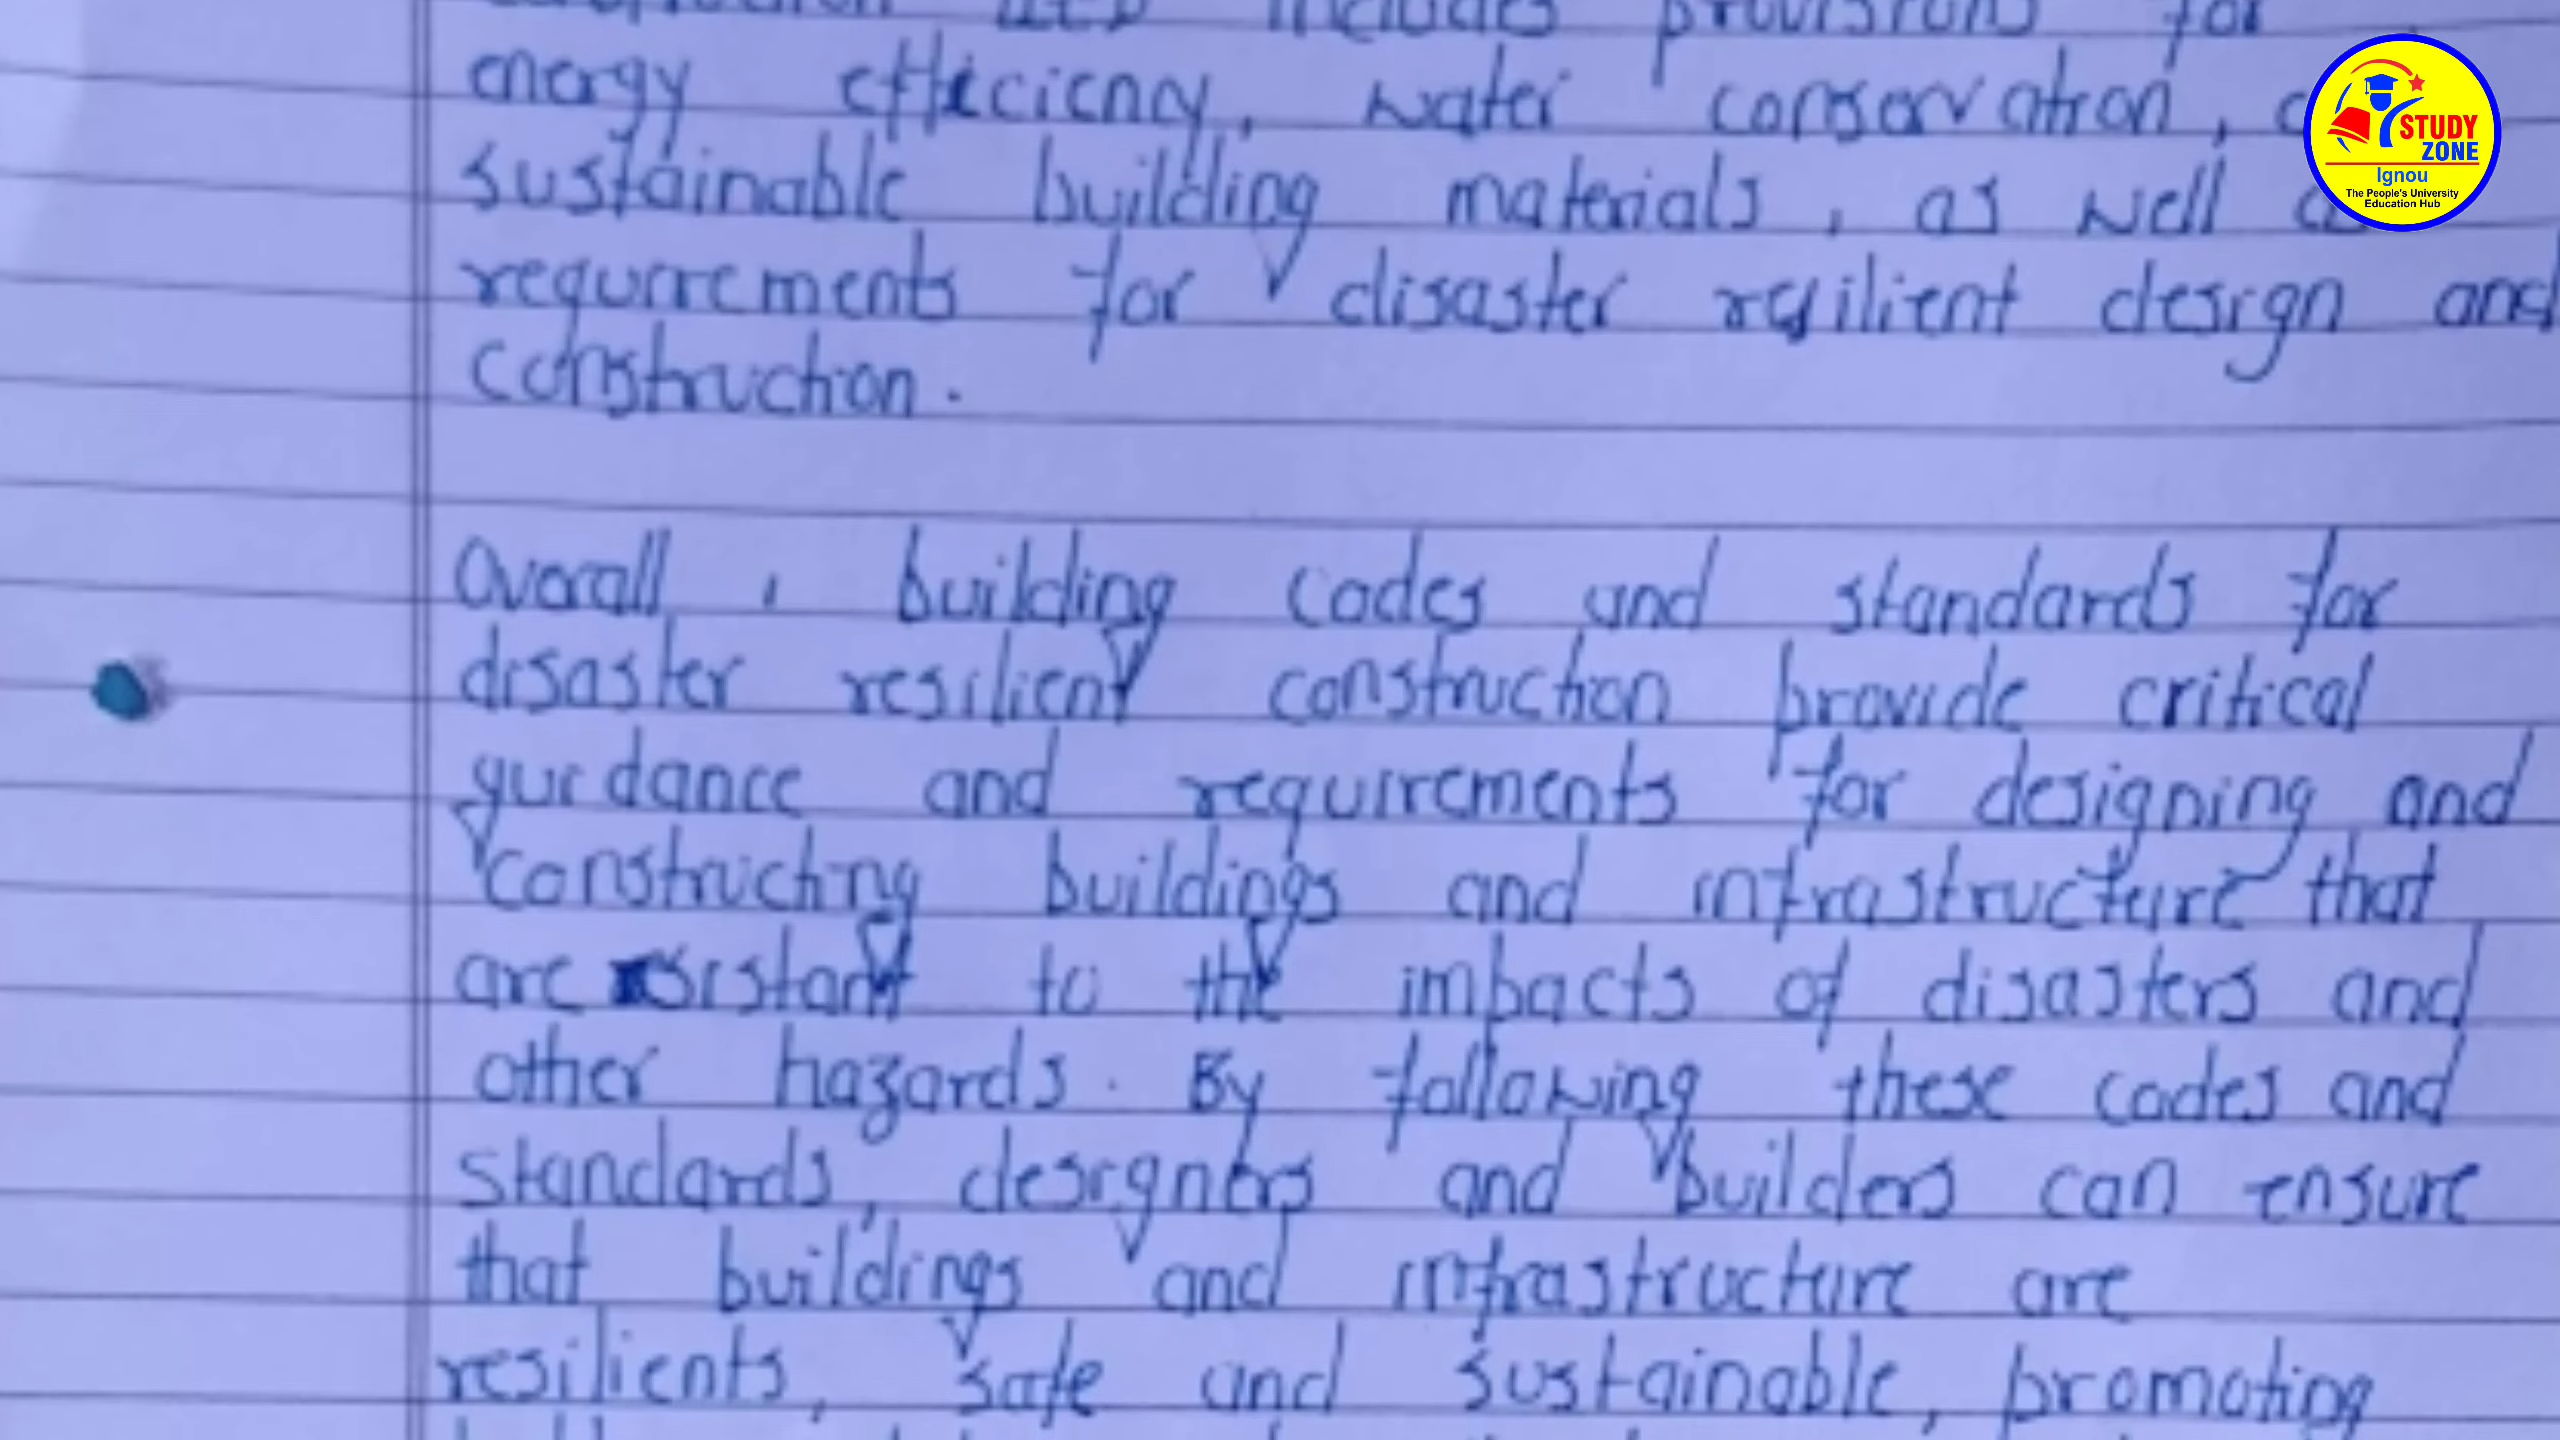 includes provisions for
energy efficiency, water conservation,
sustainable building materials, as well
requirements for disaster resilient design and
construction.
Overall, building codes and standards for
disaster resilient construction provide critical
guidance and requirements for designing and
constructing buildings and infrastructure that
are resistant to the impacts of disasters and
other hazards. By following these codes and
standards, designers and builders can ensure
that buildings and infrastructure are
resilients, safe and sustainable, promoting
STUDY
ZONE
Ignou
The People's University
Education Hub